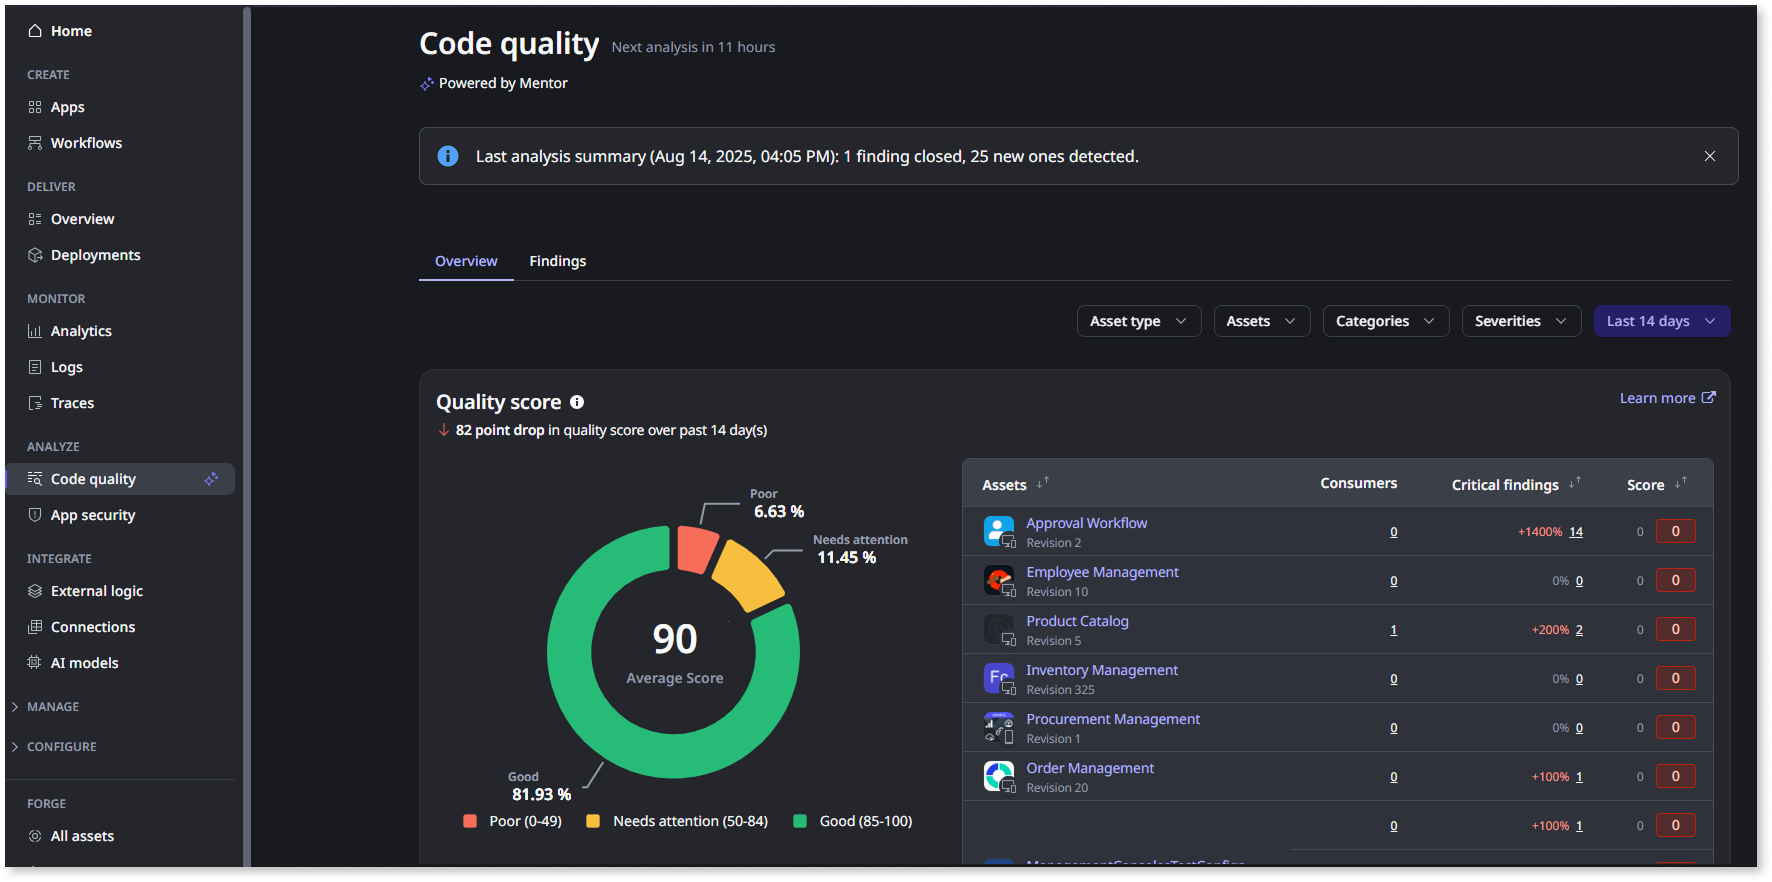 Home
CREATE
Apps
Workflows
DELIVER
Overview
Deployments
MONITOR
Analytics
Logs
Traces
ANALYZE
Code quality
App security
INTEGRATE
External logic
Connections
AI models
MANAGE
CONFIGURE
FORGE
All assets
Code quality Next analysis in 11 hours
Powered by Mentor
Last analysis summary (Aug 14, 2025, 04:05 PM): 1 finding closed, 25 new ones detected.
Overview Findings
Asset type Assets Categories Severities Last 14 days
Quality score
Learn more
82 point drop in quality score over past 14 day(s)
Poor
6.63 %
Needs attention
11.45 %
90
Average Score
Good
81.93 %
Poor (0-49) Needs attention (50-84) Good (85-100)
Assets Consumers Critical findings Score
Approval Workflow
Revision 2
0 +1400% 14 0 0
Employee Management
Revision 10
0 0% 0 0 0
Product Catalog
Revision 5
1 +200% 2 0 0
Fc
Inventory Management
Revision 325
0 0% 0 0 0
Procurement Management
Revision 1
0 0% 0 0 0
Order Management
Revision 20
0 +100% 1 0 0
0 +100% 1 0 0